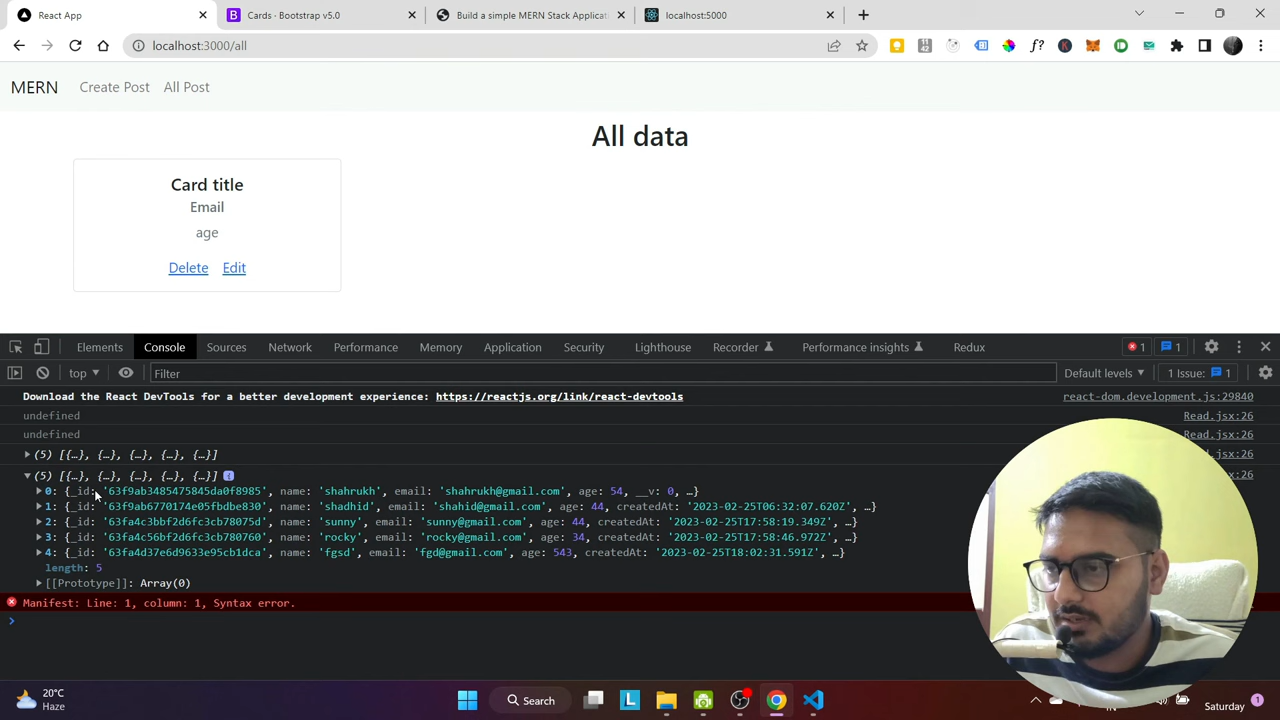 React App
Cards · Bootstrap v5.0
Build a simple MERN Stack Applicat
localhost:5000
localhost:3000/all
MERN Create Post All Post
All data
Card title
Email
age
Delete Edit
Elements Console Sources Network Performance Memory Application Security Lighthouse Recorder Performance insights Redux 1 1
top Filter Default levels 1 Issue: 1
Download the React DevTools for a better development experience: https://reactjs.org/link/react-devtools react-dom.development.js:29840
undefined Read.jsx:26
undefined Read.jsx:26
(5) [{…}, {…}, {…}, {…}, {…}]
(5) [{…}, {…}, {…}, {…}, {…}]
0: {_id: '63f9ab3485475845da0f8985', name: 'shahrukh', email: 'shahrukh@gmail.com', age: 54, __v: 0, …}
1: {_id: '63f9ab6770174e05fbdbe830', name: 'shadhid', email: 'shahid@gmail.com', age: 44, createdAt: '2023-02-25T06:32:07.620Z', …}
2: {_id: '63fa4c3bbf2d6fc3cb78075d', name: 'sunny', email: 'sunny@gmail.com', age: 44, createdAt: '2023-02-25T17:58:19.349Z', …}
3: {_id: '63fa4c56bf2d6fc3cb780760', name: 'rocky', email: 'rocky@gmail.com', age: 34, createdAt: '2023-02-25T17:58:46.972Z', …}
4: {_id: '63fa4d37e6d9633e95cb1dca', name: 'fgsd', email: 'fgd@gmail.com', age: 543, createdAt: '2023-02-25T18:02:31.591Z', …}
length: 5
[[Prototype]]: Array(0)
Manifest: Line: 1, column: 1, Syntax error.
20°C
Haze
Search
Saturday
1